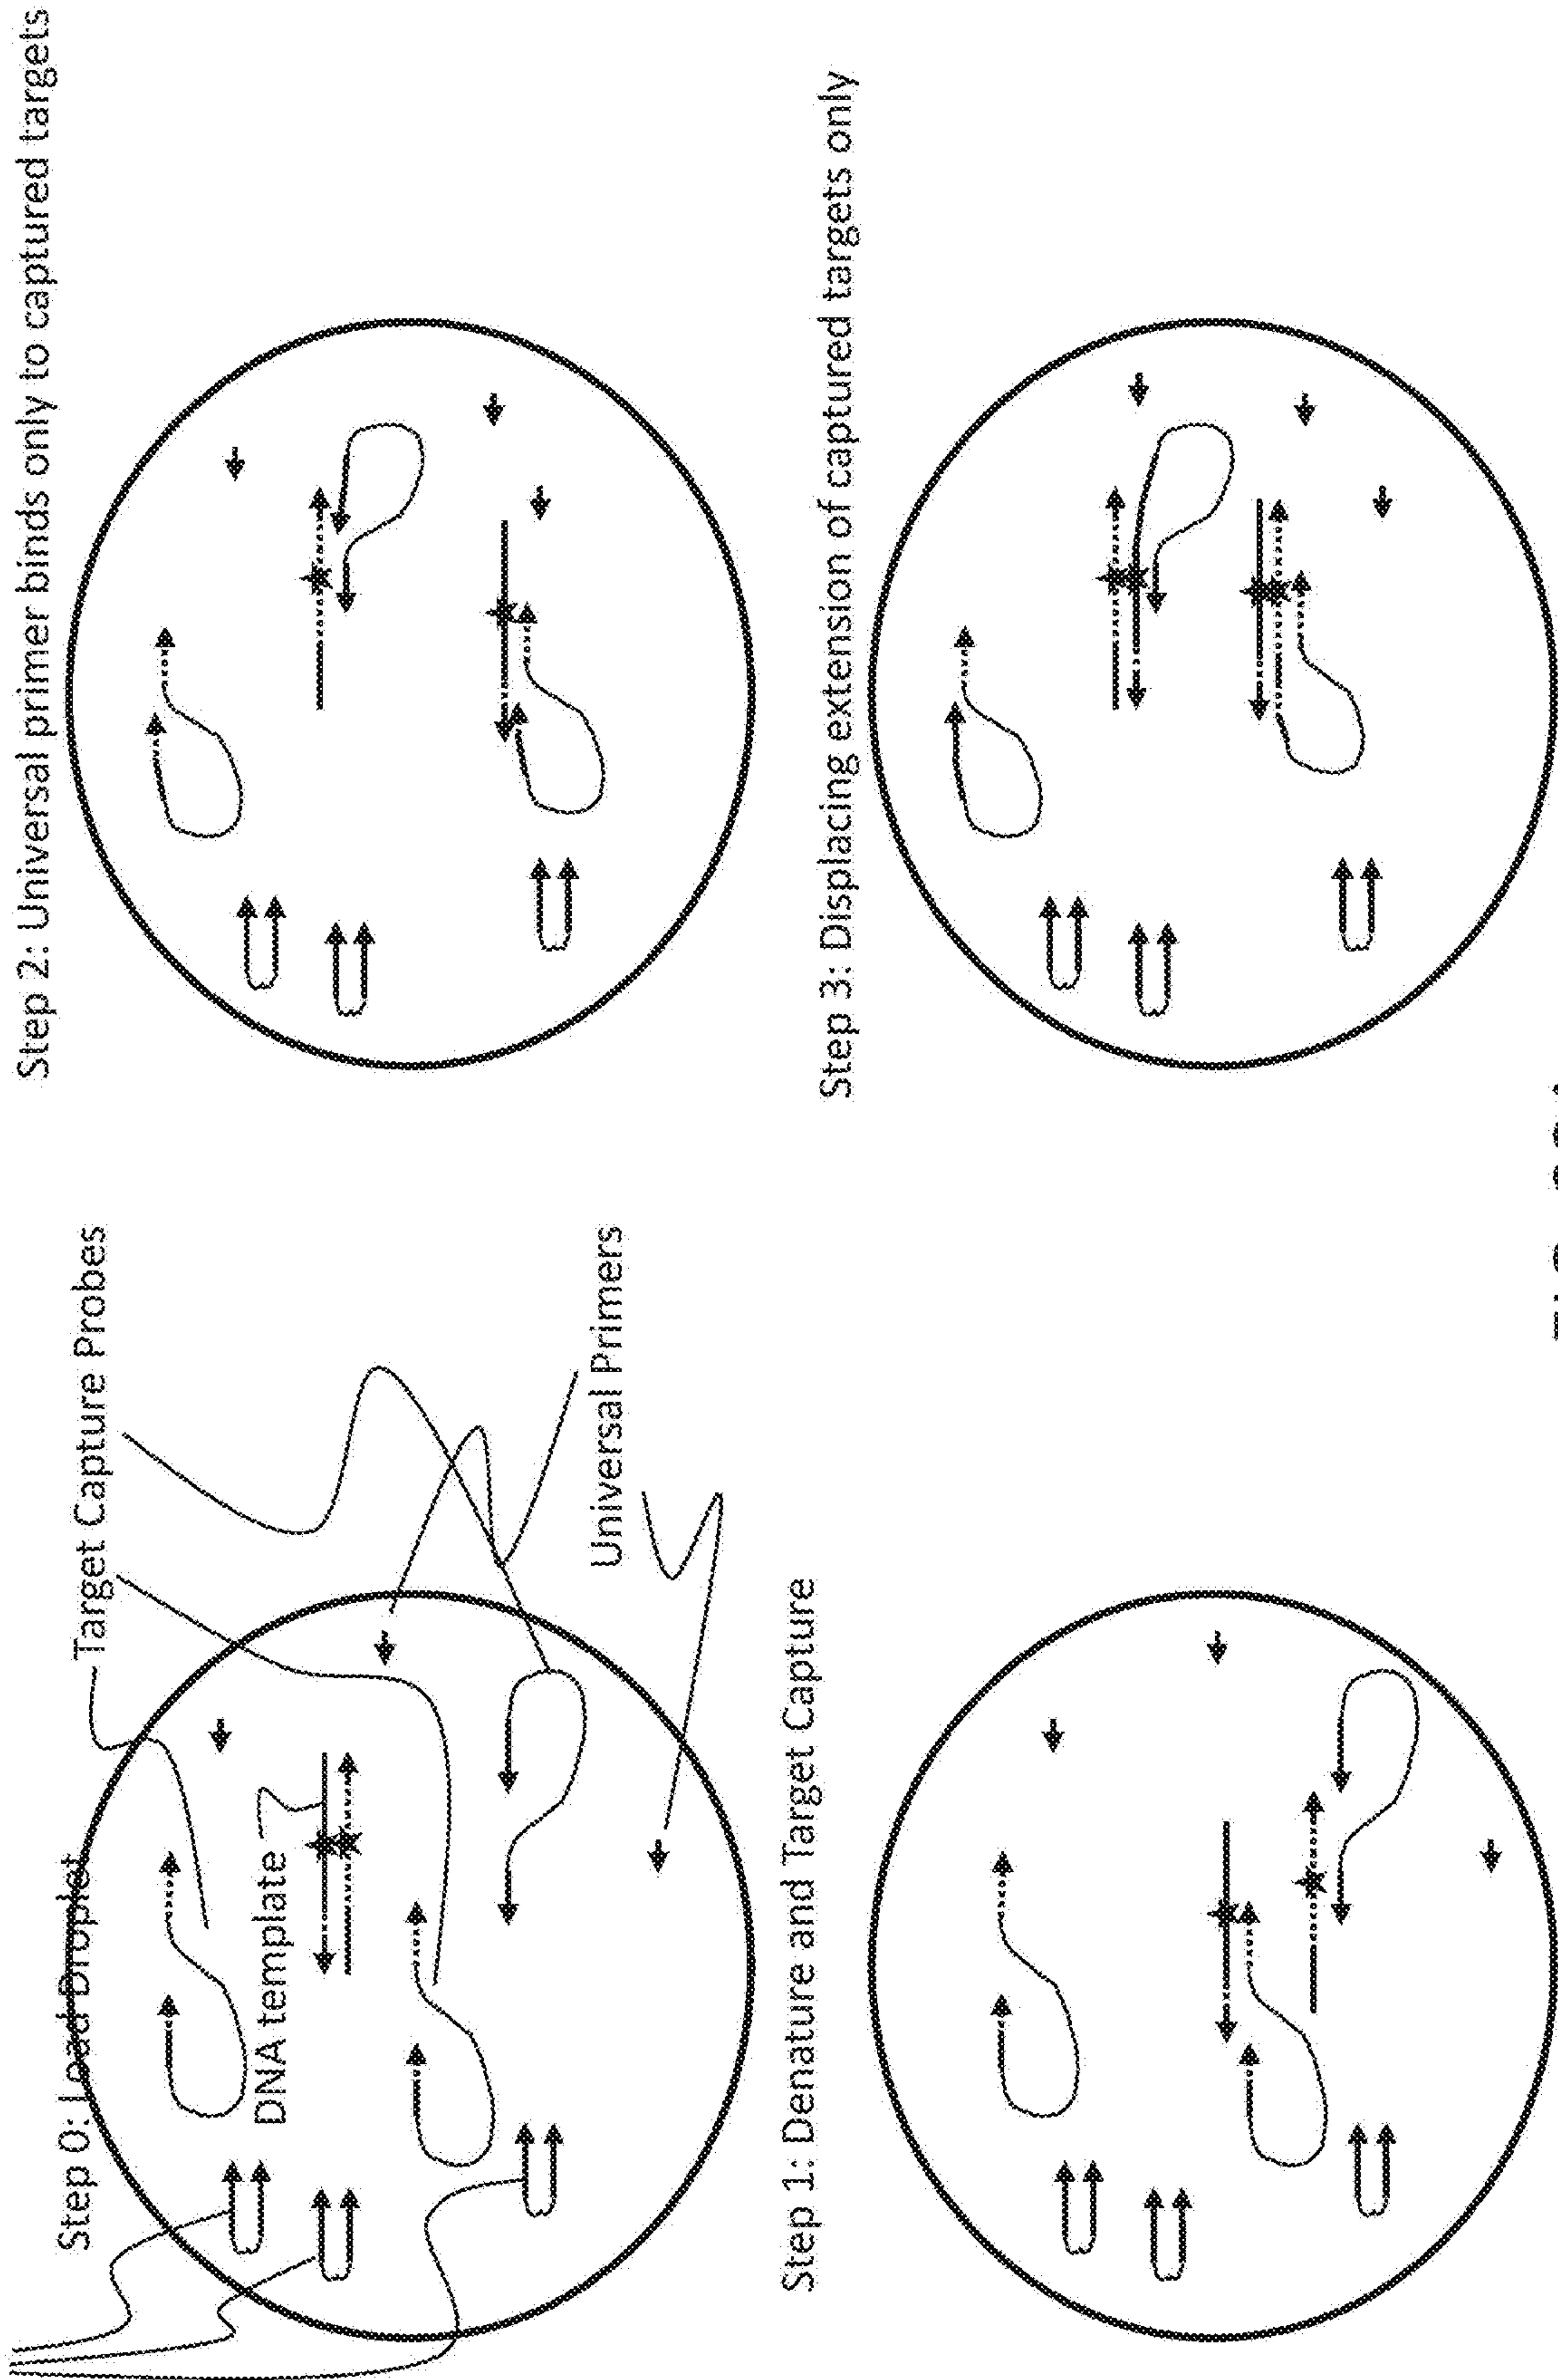 Step 0: Load Droplet
Target Capture Probes
DNA template
Universal Primers
Step 1: Denature and Target Capture
Step 2: Universal primer binds only to captured targets
Step 3: Displacing extension of captured targets only